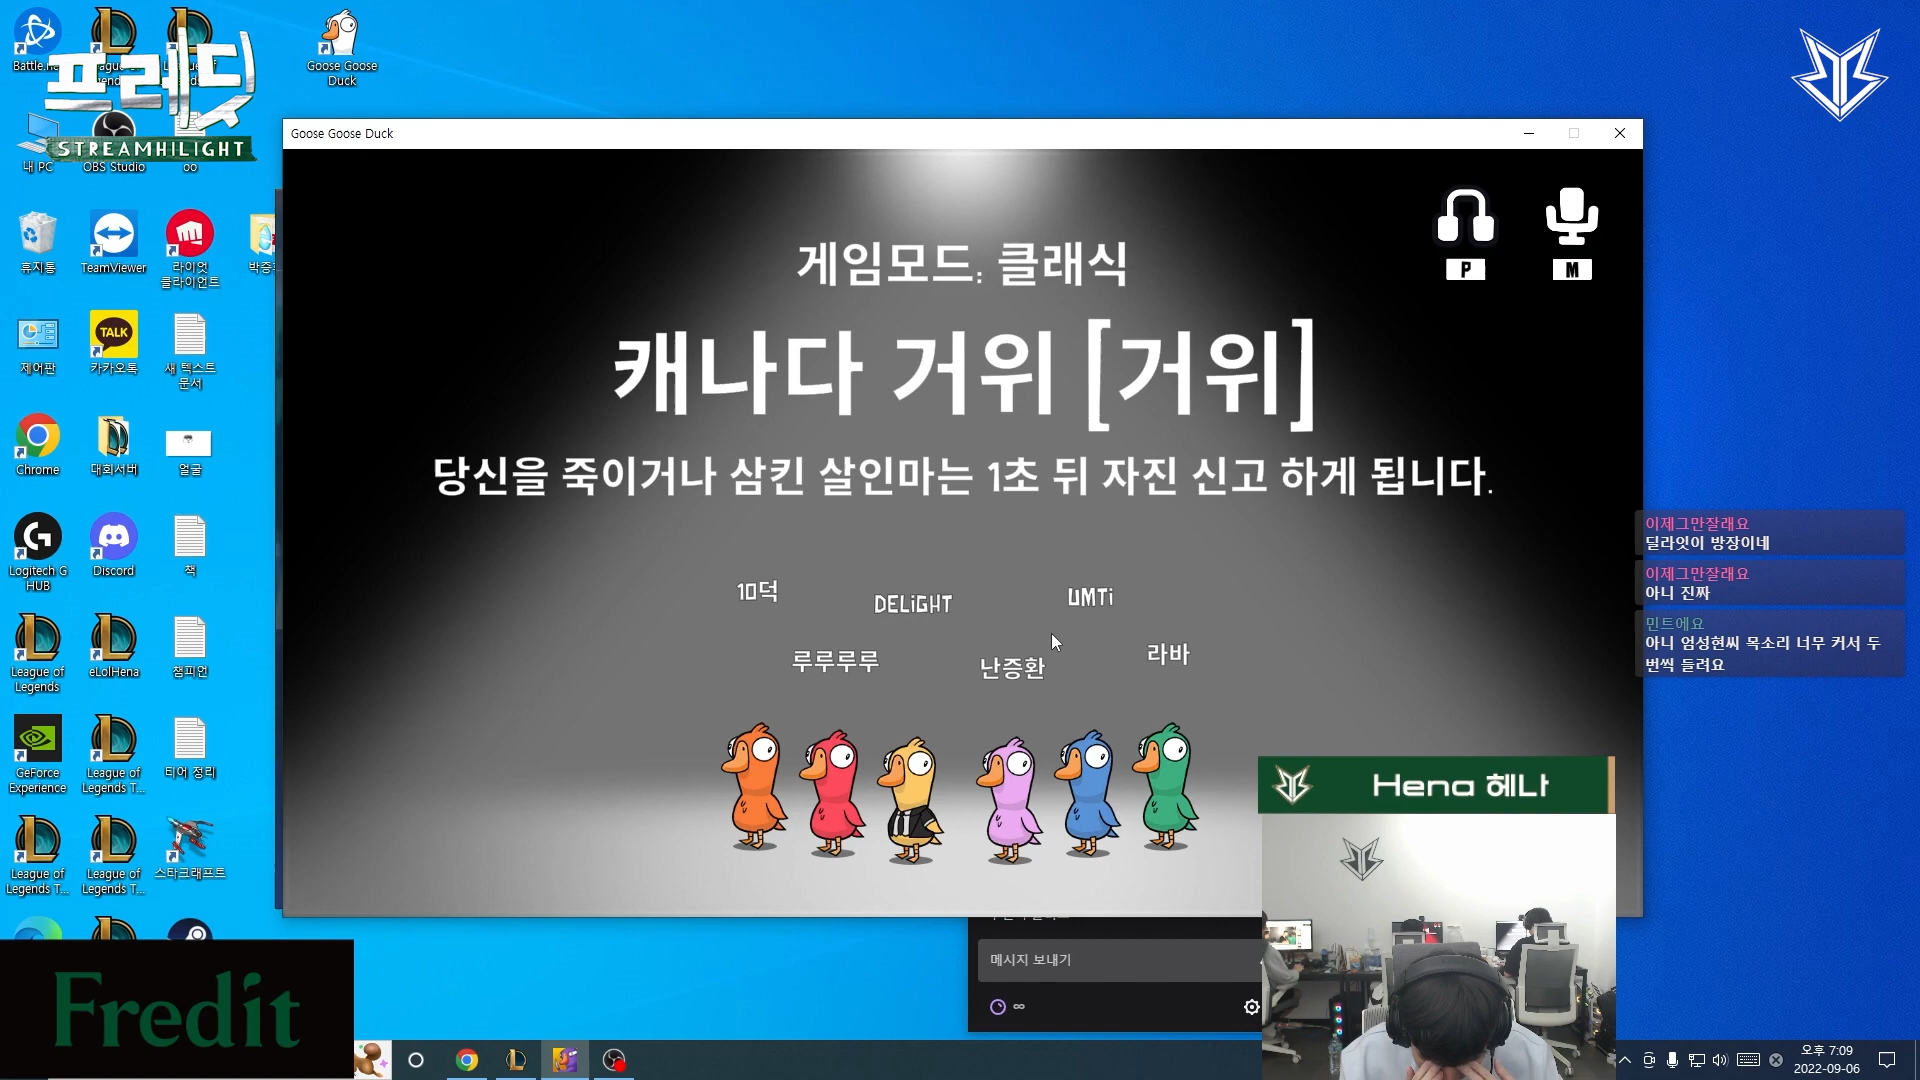 Battle.n
Goose Goose
Duck
프레딧
STREAMHILIGHT
내 PC
OBS Studio
oo
휴지통
TeamViewer
라이엇
클라이언트
제어판
TALK
카카오톡
새 텍스트
문서
Chrome
대회서버
얼굴
Logitech G
HUB
Discord
책
League of
Legends
eLolHena
챔피언
GeForce
Experience
League of
Legends T...
티어 정리
League of
Legends T...
League of
Legends T...
스타크래프트
Fredit
Goose Goose Duck
P
M
게임모드: 클래식
캐나다 거위 [거위]
당신을 죽이거나 삼킨 살인마는 1초 뒤 자진 신고 하게 됩니다.
10덕
DELiGHT
UMTi
루루루루
난증환
라바
이제그만잘래요
딜라잇이 방장이네
이제그만잘래요
아니 진짜
민트에요
아니 엄성현씨 목소리 너무 커서 두
번씩 들려요
Hena 헤나
메시지 보내기
오후 7:09
2022-09-06